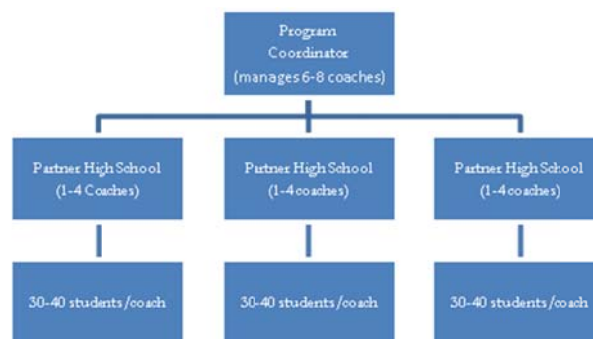 Program
Coordinator
(manages 6-8 coaches)
Partner High School
(1-4 Coaches)
Partner High School
(1-4 coaches)
Partner High School
(1-4 coaches)
30-40 students/coach
30-40 students/coach
30-40 students/coach